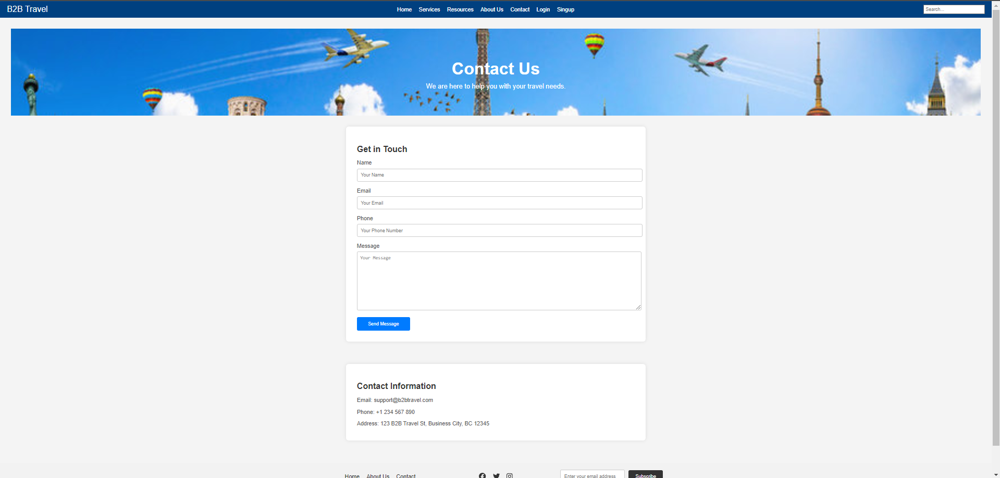 B2B Travel
Home Services Resources About Us Contact Login Singup
Search...
Contact Us
We are here to help you with your travel needs.
Get in Touch
Name
Your Name
Email
Your Email
Phone
Your Phone Number
Message
Your Message
Send Message
Contact Information
Email: support@b2btravel.com
Phone: +1 234 567 890
Address: 123 B2B Travel St, Business City, BC 12345
Home About Us Contact
Enter your email address
Subscribe